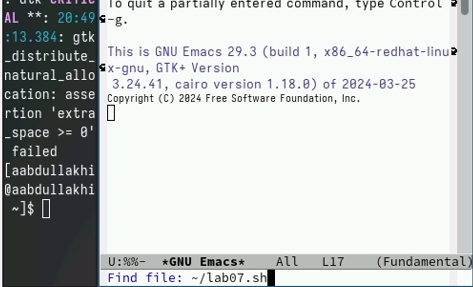 : Gtk-CRITIC
AL **: 20:49
:13.384: gtk
_distribute_
natural_allo
cation: asse
rtion 'extra
_space >= 0'
failed
[aabdullakhi
@aabdullakhi
~]$
To quit a partially entered command, type Control
-g.
This is GNU Emacs 29.3 (build 1, x86_64-redhat-linu
x-gnu, GTK+ Version
3.24.41, cairo version 1.18.0) of 2024-03-25
Copyright (C) 2024 Free Software Foundation, Inc.
U:%%- *GNU Emacs* All L17 (Fundamental)
Find file: ~/lab07.sh